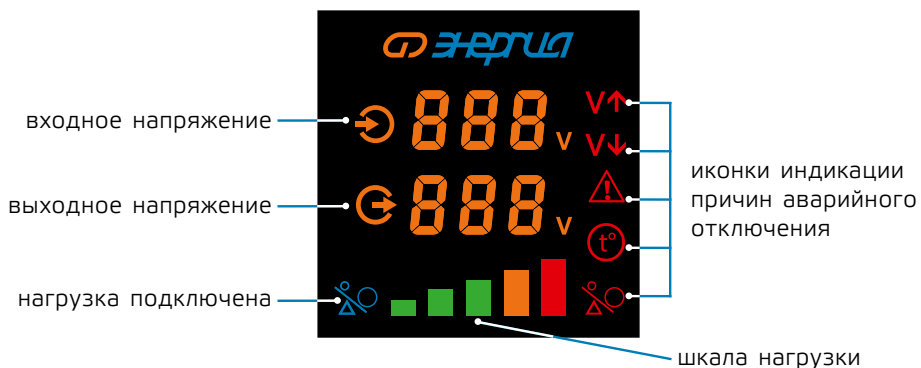 энергия
входное напряжение
888 V
V↑
V↓
выходное напряжение
888 V
t°
иконки индикации
причин аварийного
отключения
нагрузка подключена
шкала нагрузки